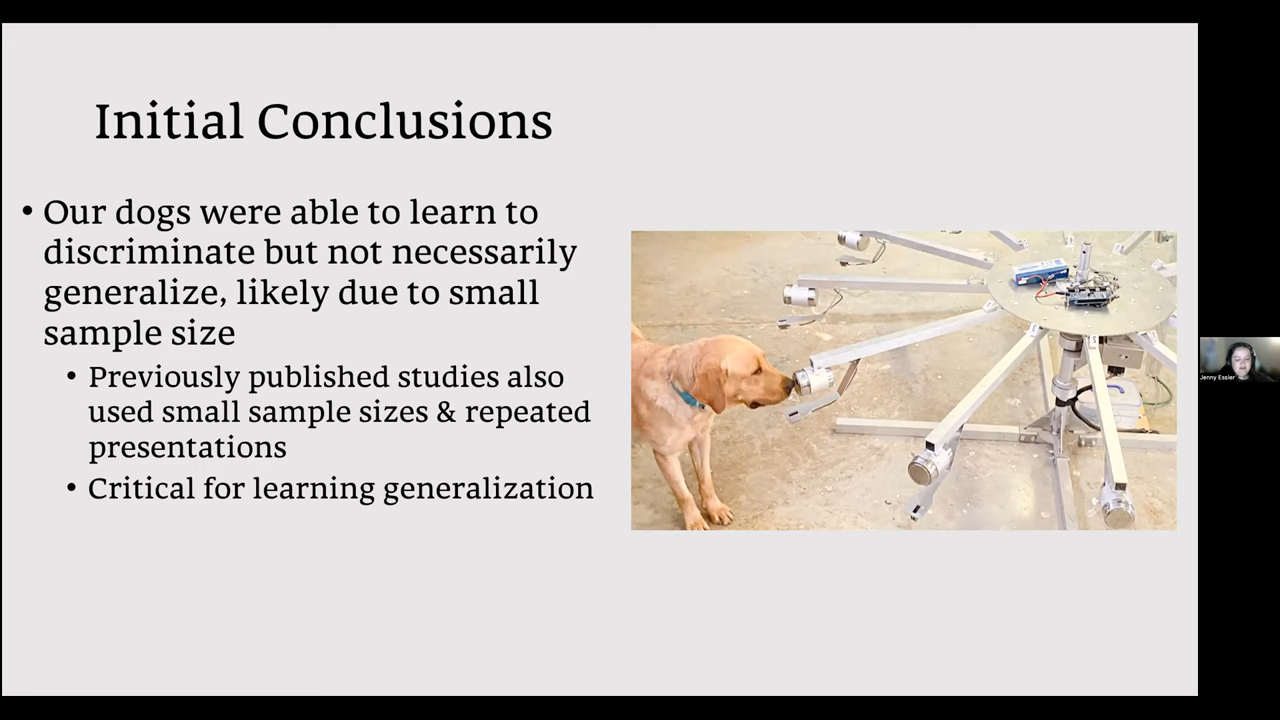 Initial Conclusions
• Our dogs were able to learn to
discriminate but not necessarily
generalize, likely due to small
sample size
• Previously published studies also
used small sample sizes & repeated
presentations
• Critical for learning generalization
Jenny Essler